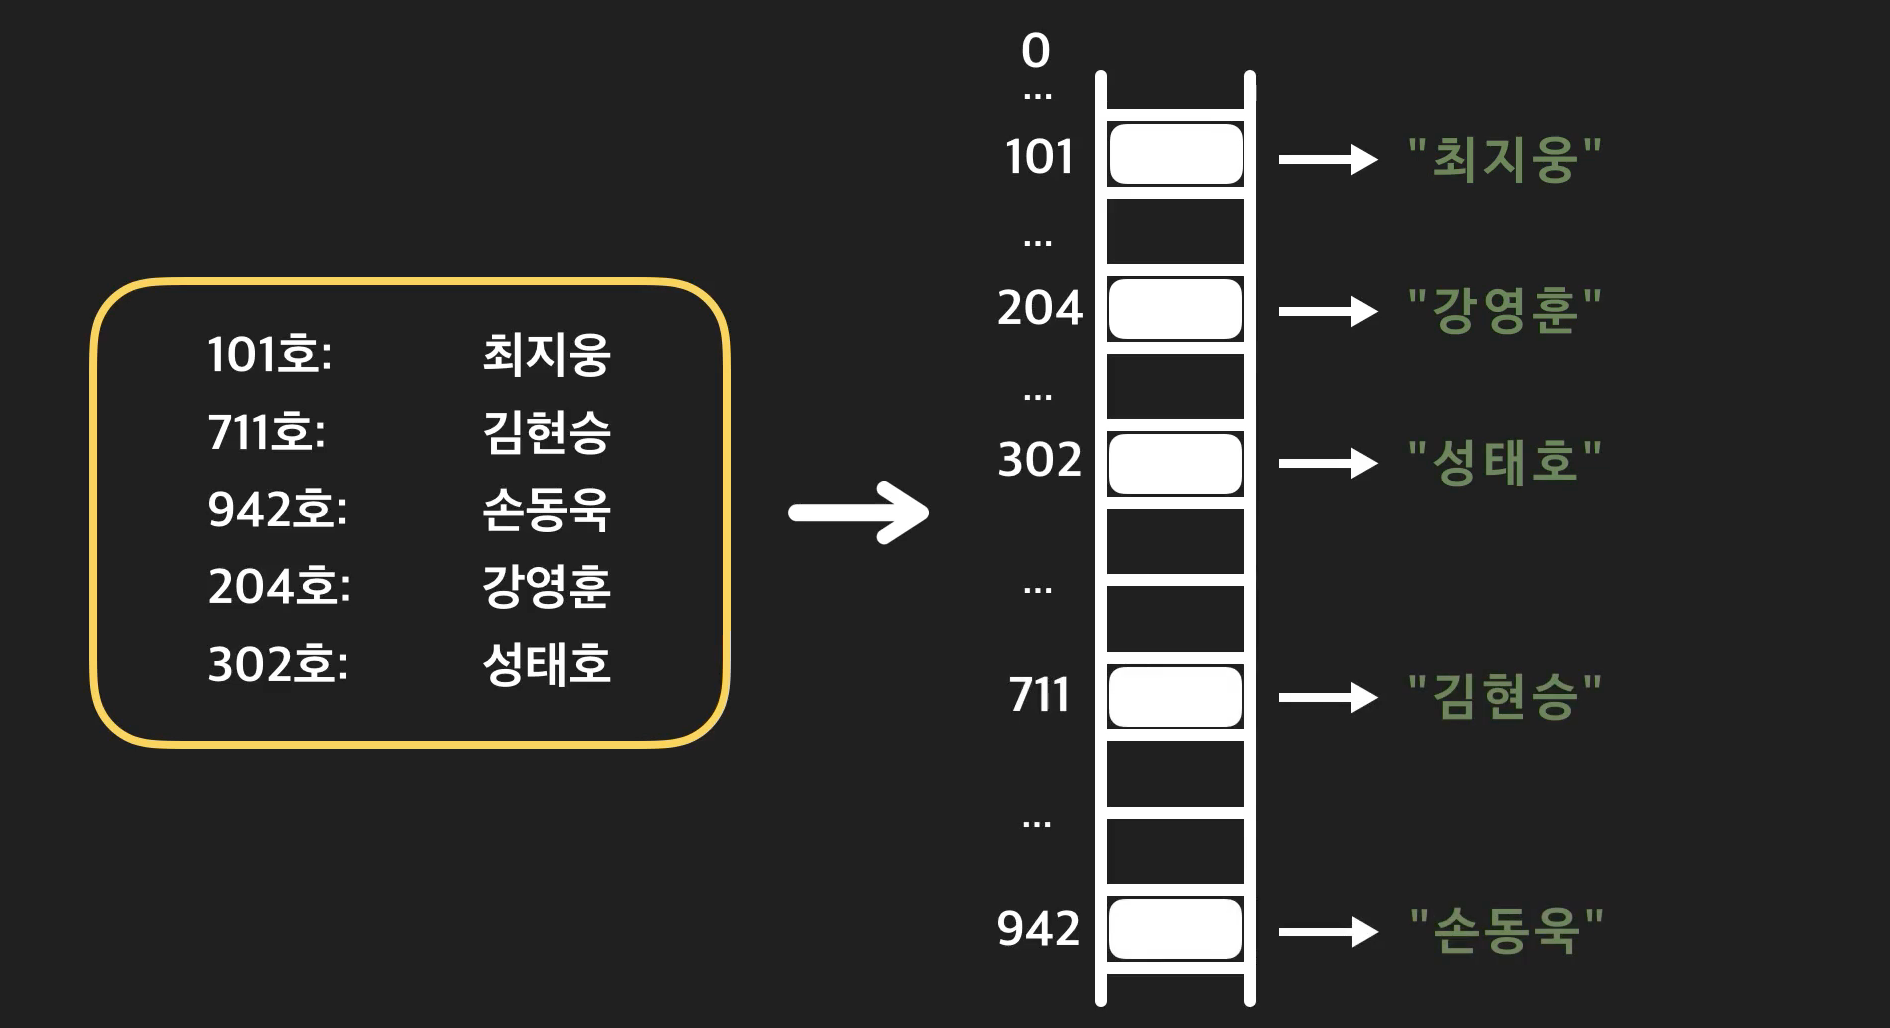 101호: 최지웅
711호: 김현승
942호: 손동욱
204호: 강영훈
302호: 성태호
0
...
101 "최지웅"
...
204 "강영훈"
...
302 "성태호"
...
711 "김현승"
...
942 "손동욱"